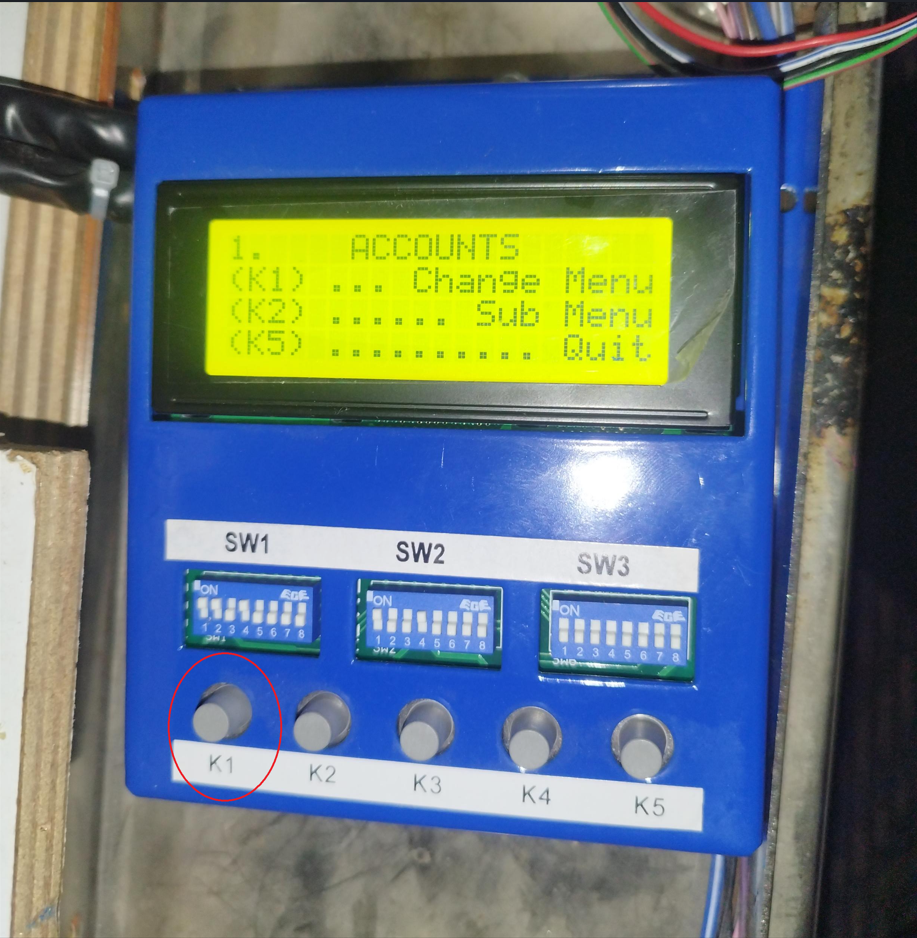 1. ACCOUNTS
(K1) ... Change Menu
(K2) ...... Sub Menu
(K5) .......... Quit
SW1 SW2 SW3
ON ON ON
1 2 3 4 5 6 7 8 1 2 3 4 5 6 7 8 1 2 3 4 5 6 7 8
K1 K2 K3 K4 K5